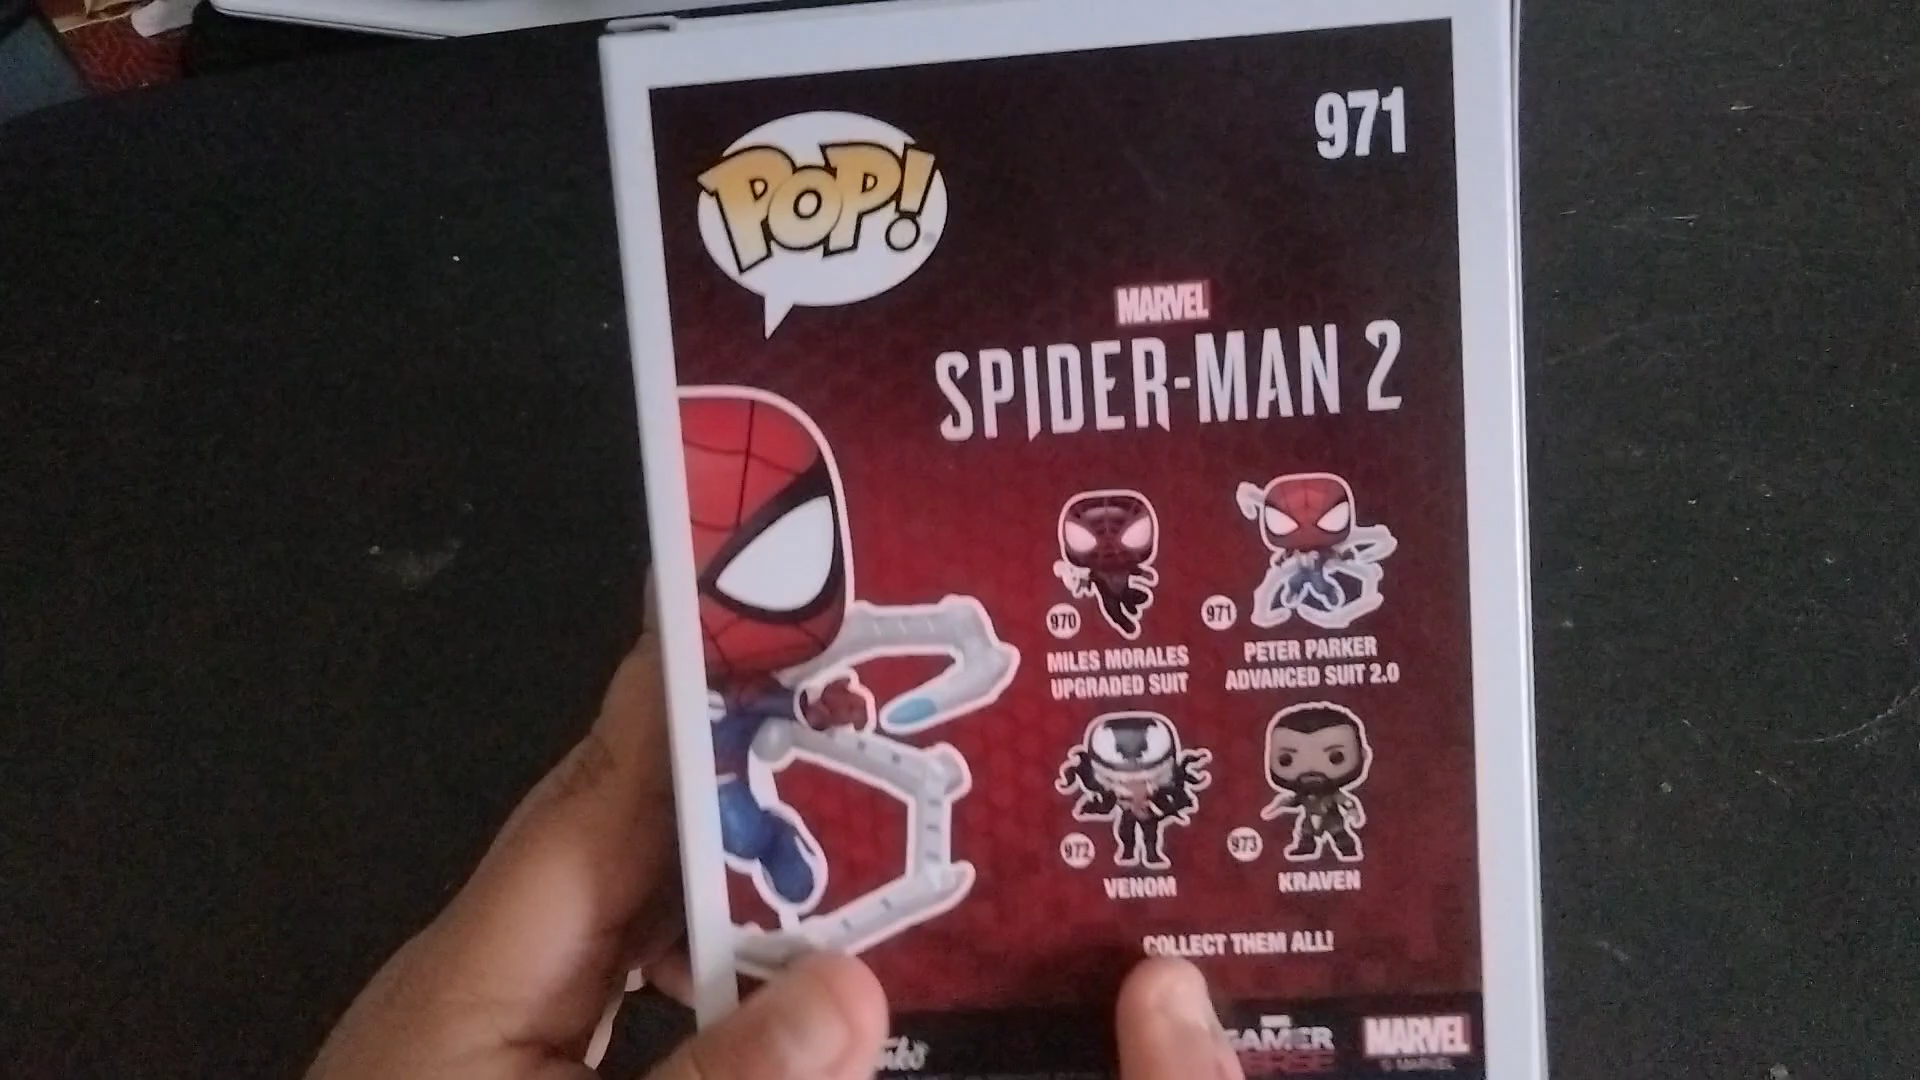 POP!
971
MARVEL
SPIDER-MAN 2
970
MILES MORALES
UPGRADED SUIT
971
PETER PARKER
ADVANCED SUIT 2.0
972
VENOM
973
KRAVEN
COLLECT THEM ALL!
MARVEL